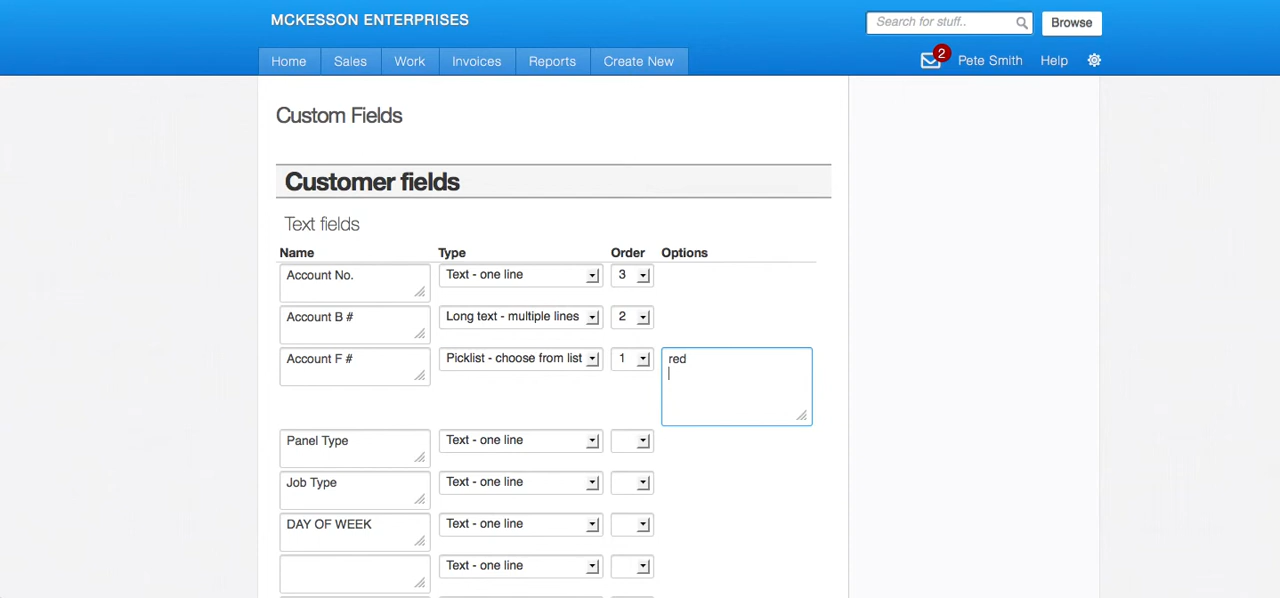 MCKESSON ENTERPRISES
Search for stuff..
Browse
Home Sales Work Invoices Reports Create New
2
Pete Smith Help
Custom Fields
Customer fields
Text fields
Name Type Order Options
Account No. Text - one line 3
Account B # Long text - multiple lines 2
Account F # Picklist - choose from list 1 red
Panel Type Text - one line
Job Type Text - one line
DAY OF WEEK Text - one line
Text - one line